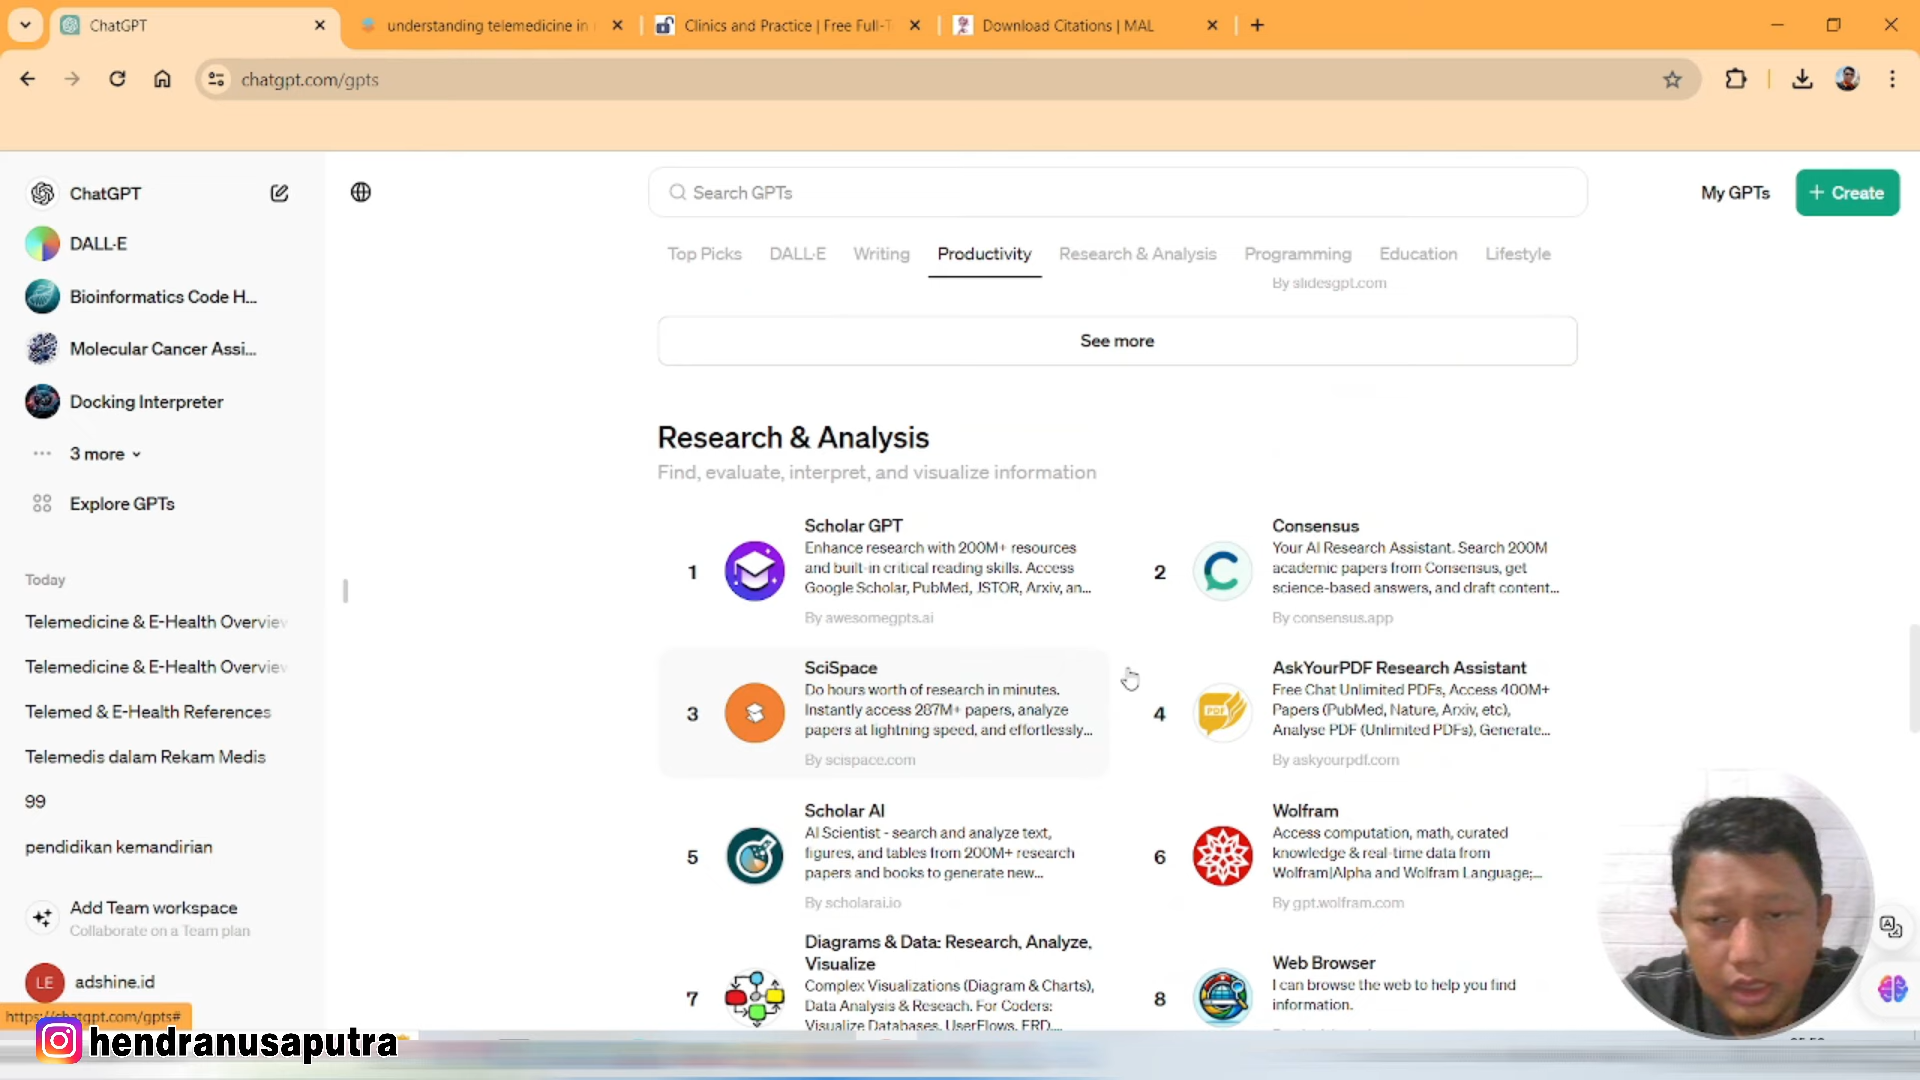 ChatGPT
understanding telemedicine in
Clinics and Practice | Free Full-T
Download Citations | MAL
chatgpt.com/gpts
ChatGPT
DALL·E
Bioinformatics Code H...
Molecular Cancer Assi...
Docking Interpreter
3 more
Explore GPTs
Today
Telemedicine & E-Health Overview
Telemedicine & E-Health Overview
Telemed & E-Health References
Telemedis dalam Rekam Medis
99
pendidikan kemandirian
Add Team workspace
Collaborate on a Team plan
LE
adshine.id
https://chatgpt.com/gpts#
hendranusaputra
Search GPTs
My GPTs
+ Create
Top Picks
DALL·E
Writing
Productivity
Research & Analysis
Programming
Education
Lifestyle
By slidesgpt.com
See more
Research & Analysis
Find, evaluate, interpret, and visualize information
1
Scholar GPT
Enhance research with 200M+ resources
and built-in critical reading skills. Access
Google Scholar, PubMed, JSTOR, Arxiv, an...
By awesomegpts.ai
2
Consensus
Your AI Research Assistant. Search 200M
academic papers from Consensus, get
science-based answers, and draft content...
By consensus.app
3
SciSpace
Do hours worth of research in minutes.
Instantly access 287M+ papers, analyze
papers at lightning speed, and effortlessly...
By scispace.com
4
PDF
AskYourPDF Research Assistant
Free Chat Unlimited PDFs, Access 400M+
Papers (PubMed, Nature, Arxiv, etc),
Analyse PDF (Unlimited PDFs), Generate...
By askyourpdf.com
5
Scholar AI
AI Scientist - search and analyze text,
figures, and tables from 200M+ research
papers and books to generate new...
By scholarai.io
6
Wolfram
Access computation, math, curated
knowledge & real-time data from
Wolfram|Alpha and Wolfram Language;...
By gpt.wolfram.com
7
Diagrams & Data: Research, Analyze,
Visualize
Complex Visualizations (Diagram & Charts),
Data Analysis & Reseach. For Coders:
Visualize Databases, UserFlows, ERD,...
8
Web Browser
I can browse the web to help you find
information.